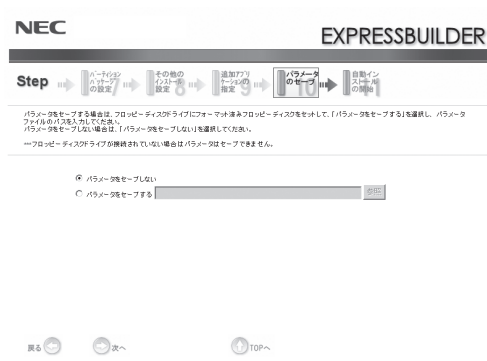 NEC
EXPRESSBUILDER
Step
パーティション
パッケージ
の設定
7
その他の
インストール
設定
8
追加アプリ
ケーションの
指定
9
パラメータ
のセーブ
10
自動イン
ストール
の開始
11
パラメータをセーブする場合は、フロッピーディスクドライブにフォーマット済みフロッピーディスクをセットして、「パラメータをセーブする」を選択し、パラメータ
ファイルのパスを入力してください。
パラメータをセーブしない場合は、「パラメータをセーブしない」を選択してください。
※フロッピーディスクドライブが接続されていない場合はパラメータはセーブできません。
パラメータをセーブしない
パラメータをセーブする
参照
戻る
次へ
TOPへ